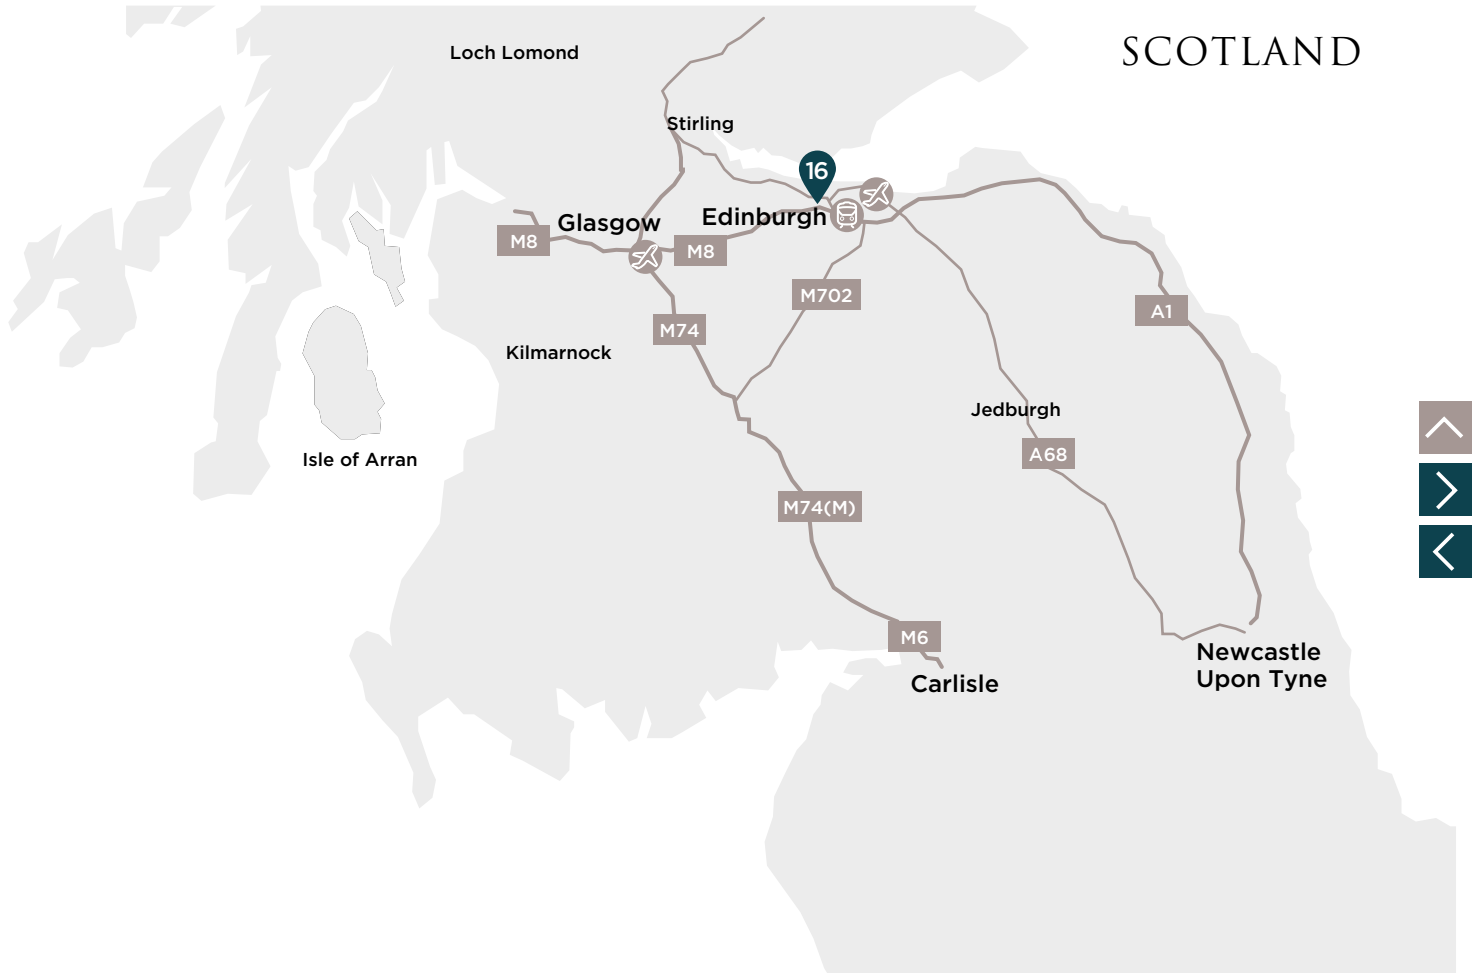 SCOTLAND
Loch Lomond
Stirling
16
Glasgow
Edinburgh
M8
M8
M702
A1
M74
Kilmarnock
Jedburgh
A68
Isle of Arran
M74(M)
M6
Newcastle
Upon Tyne
Carlisle